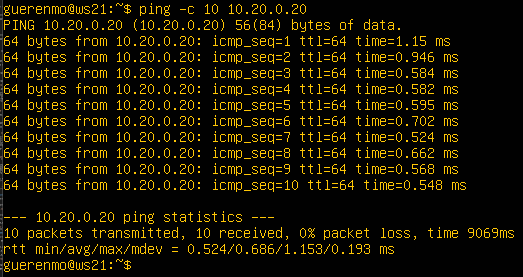 guerenmo@ws21:~$ ping -c 10 10.20.0.20
PING 10.20.0.20 (10.20.0.20) 56(84) bytes of data.
64 bytes from 10.20.0.20: icmp_seq=1 ttl=64 time=1.15 ms
64 bytes from 10.20.0.20: icmp_seq=2 ttl=64 time=0.946 ms
64 bytes from 10.20.0.20: icmp_seq=3 ttl=64 time=0.584 ms
64 bytes from 10.20.0.20: icmp_seq=4 ttl=64 time=0.582 ms
64 bytes from 10.20.0.20: icmp_seq=5 ttl=64 time=0.595 ms
64 bytes from 10.20.0.20: icmp_seq=6 ttl=64 time=0.702 ms
64 bytes from 10.20.0.20: icmp_seq=7 ttl=64 time=0.524 ms
64 bytes from 10.20.0.20: icmp_seq=8 ttl=64 time=0.662 ms
64 bytes from 10.20.0.20: icmp_seq=9 ttl=64 time=0.568 ms
64 bytes from 10.20.0.20: icmp_seq=10 ttl=64 time=0.548 ms
--- 10.20.0.20 ping statistics ---
10 packets transmitted, 10 received, 0% packet loss, time 9069ms
rtt min/avg/max/mdev = 0.524/0.686/1.153/0.193 ms
guerenmo@ws21:~$